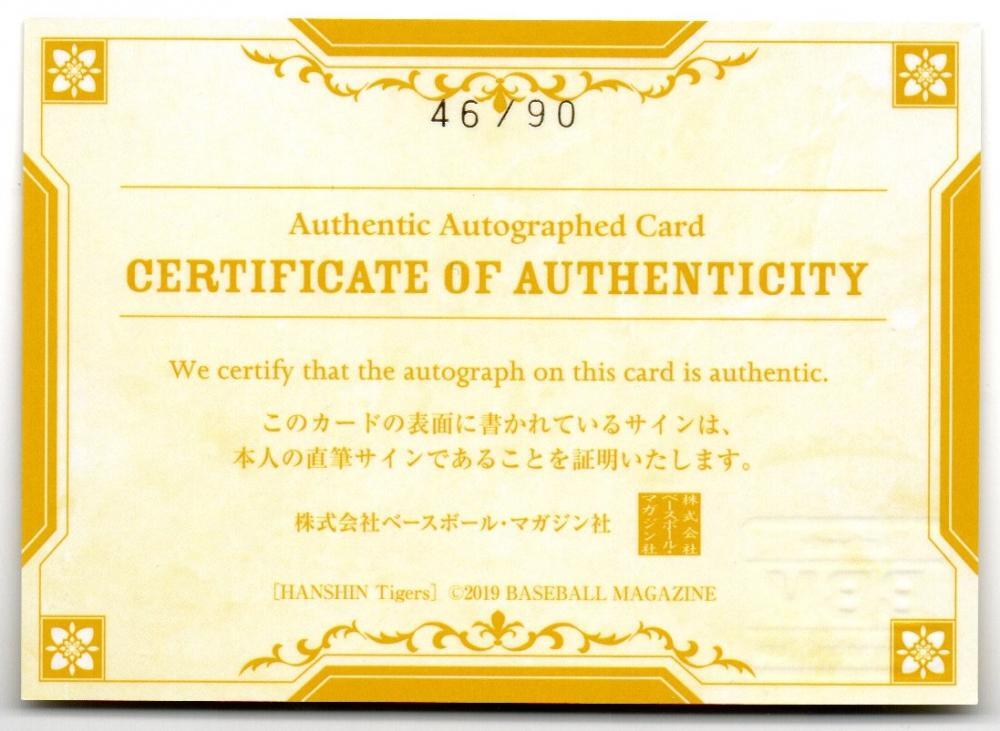 46/90
Authentic Autographed Card
CERTIFICATE OF AUTHENTICITY
We certify that the autograph on this card is authentic.
このカードの表面に書かれているサインは、
本人の直筆サインであることを証明いたします。
株式会社ベースボール・マガジン社
株式会社
ベースボール・
マガジン社
[HANSHIN Tigers] ©2019 BASEBALL MAGAZINE
BBM